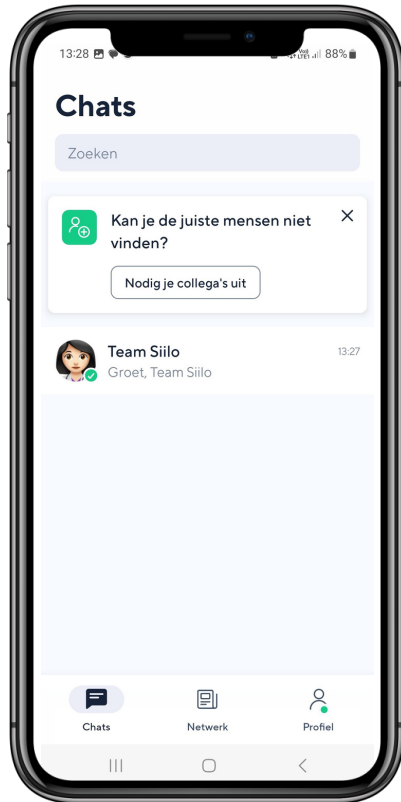 13:28
88%
Chats
Zoeken
Kan je de juiste mensen niet
vinden?
Nodig je collega's uit
Team Siilo
13:27
Groet, Team Siilo
Chats
Netwerk
Profiel